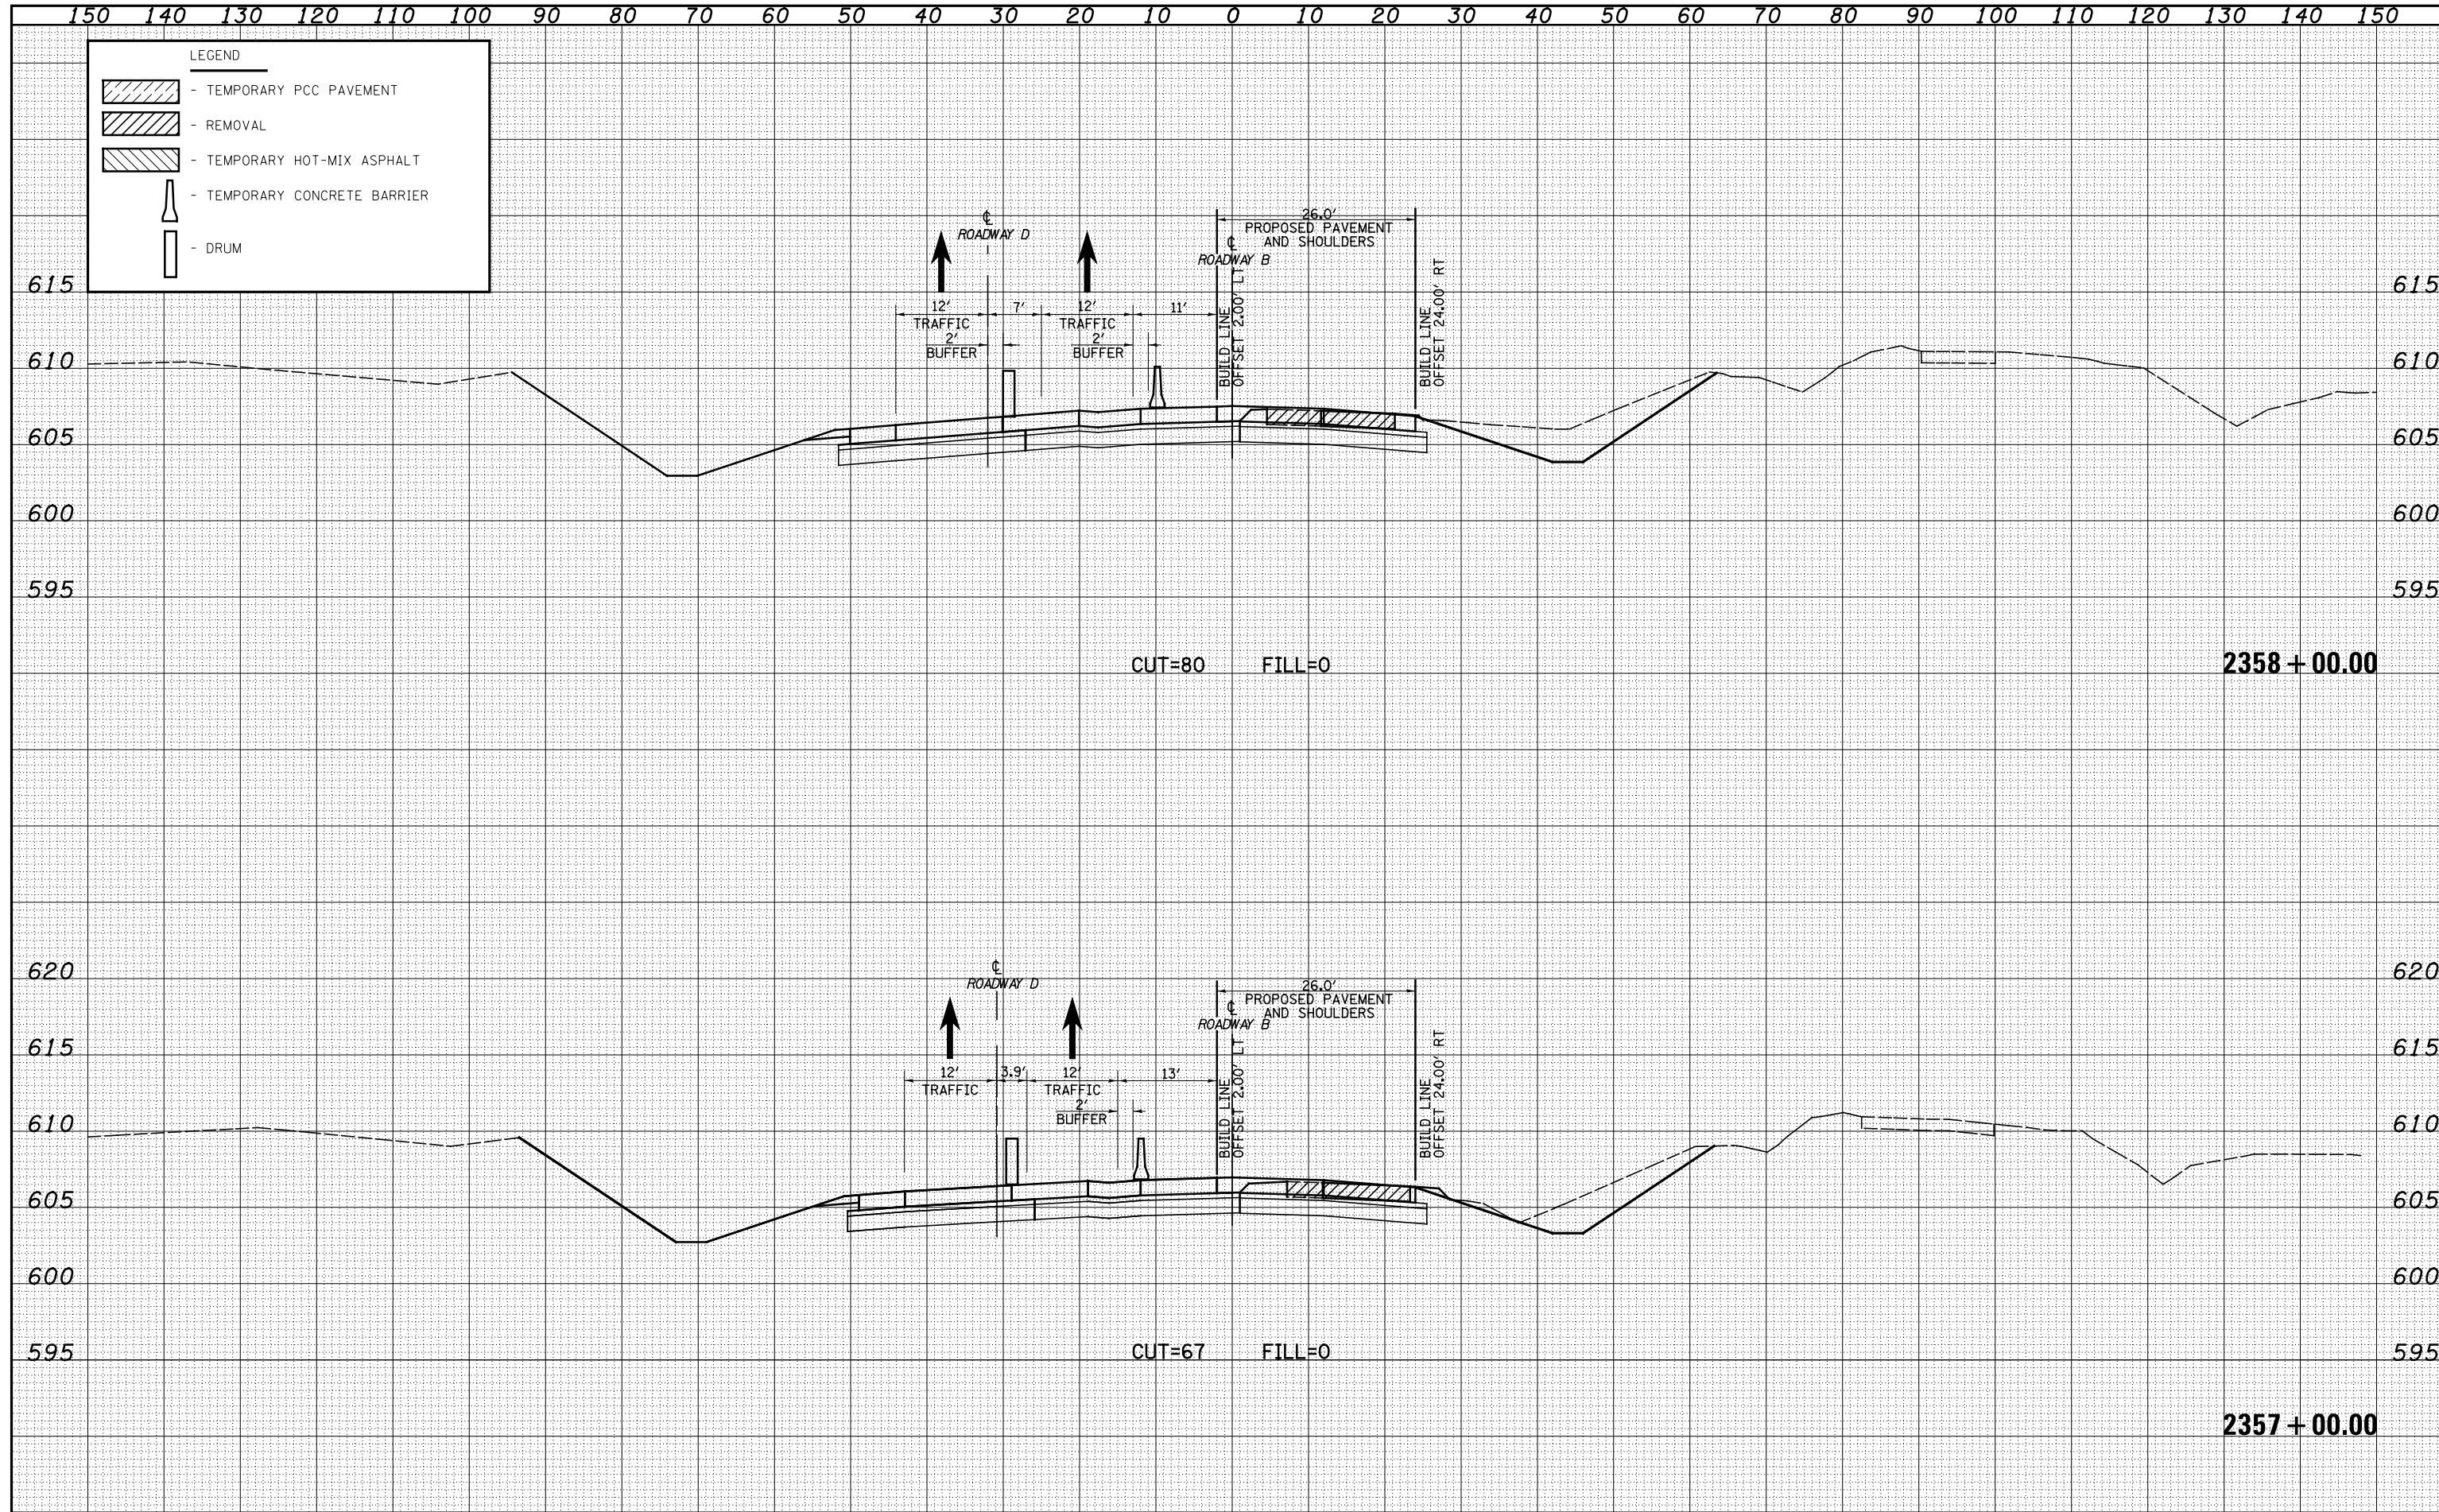 150 140 130 120 110 100 90 80 70 60 50 40 30 20 10 0 10 20 30 40 50 60 70 80 90 100 110 120 130 140 150
LEGEND
- TEMPORARY PCC PAVEMENT
- REMOVAL
- TEMPORARY HOT-MIX ASPHALT
- TEMPORARY CONCRETE BARRIER
- DRUM
℄
ROADWAY D
26.0'
PROPOSED PAVEMENT
AND SHOULDERS
℄
ROADWAY B
615 615
12' 7' 12' 11'
TRAFFIC TRAFFIC
2' 2'
BUFFER BUFFER
BUILD LINE
OFFSET 2.00' LT
BUILD LINE
OFFSET 24.00' RT
610 610
605 605
600 600
595 595
CUT=80 FILL=0
2358+00.00
620 620
℄
ROADWAY D
26.0'
PROPOSED PAVEMENT
AND SHOULDERS
℄
ROADWAY B
615 615
12' 3.9' 12' 13'
TRAFFIC TRAFFIC
2'
BUFFER
BUILD LINE
OFFSET 2.00' LT
BUILD LINE
OFFSET 24.00' RT
610 610
605 605
600 600
595 595
CUT=67 FILL=0
2357+00.00